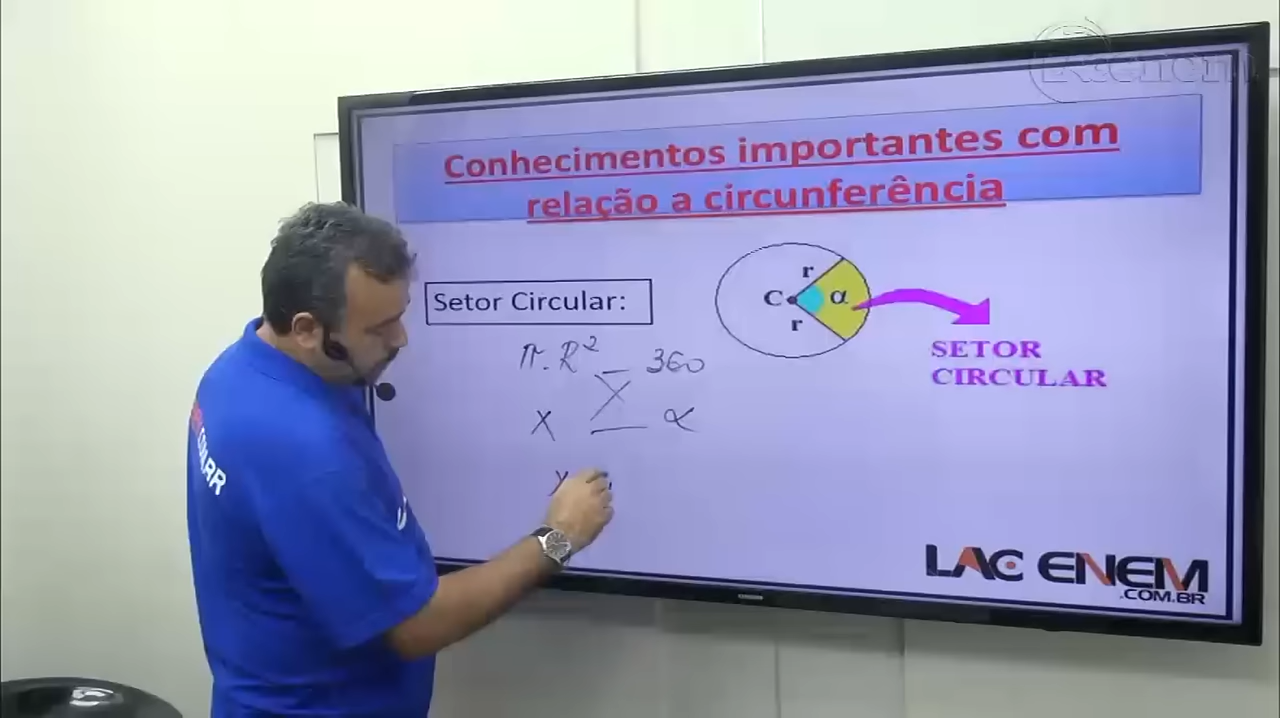 Conhecimentos importantes com
relação a circunferência
Setor Circular:
r
C
α
r
SETOR
CIRCULAR
π.R² — 360
X — α
LAC ENEM
.COM.BR